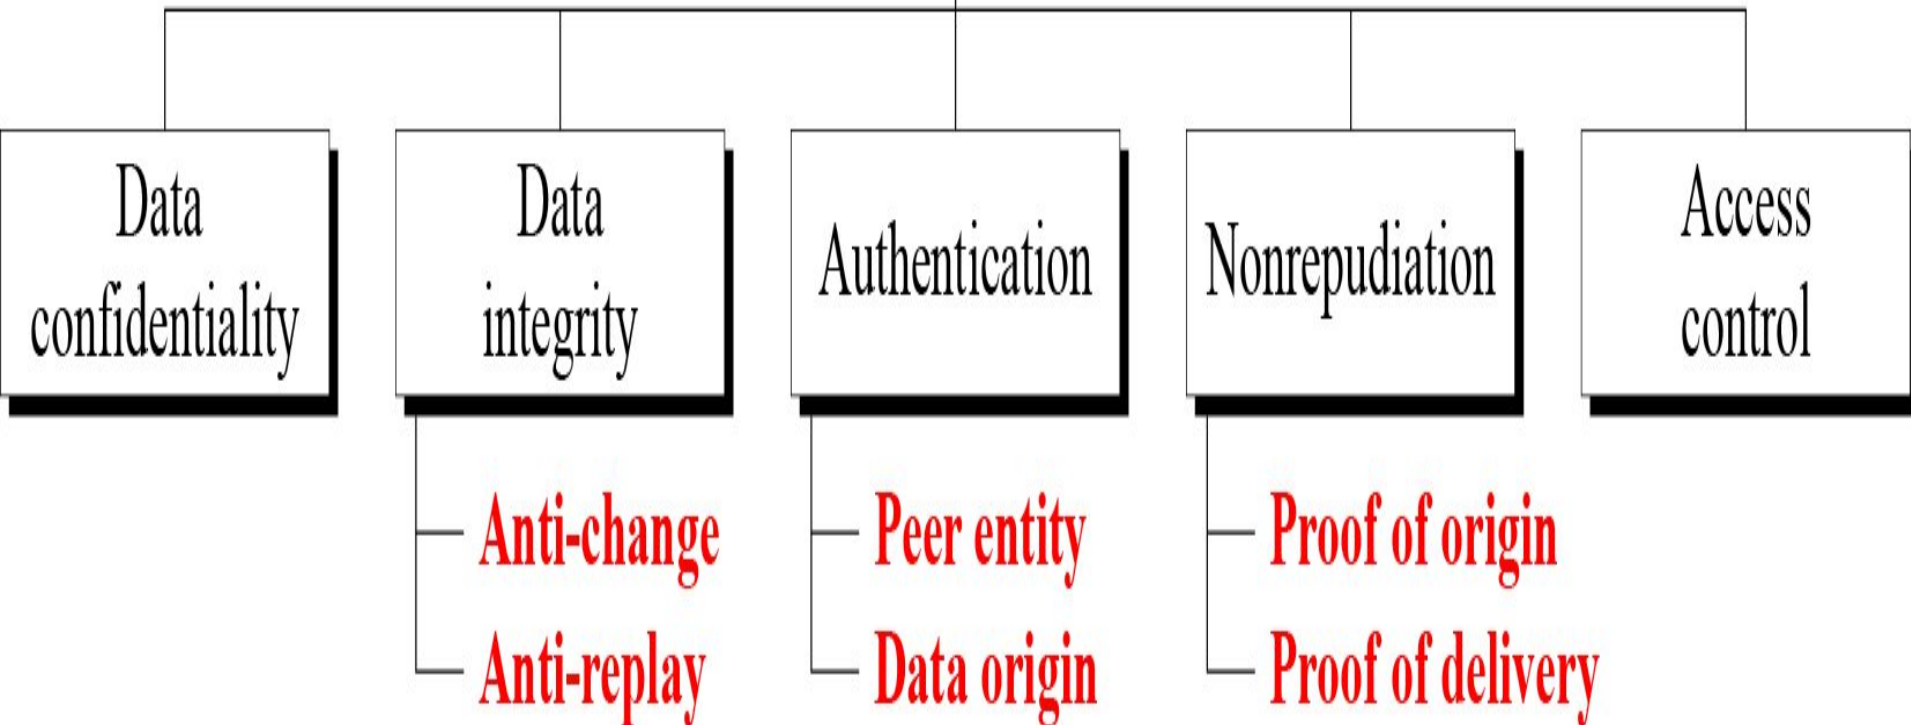 Data
confidentiality
Data
integrity
Authentication
Nonrepudiation
Access
control
Anti-change
Anti-replay
Peer entity
Data origin
Proof of origin
Proof of delivery